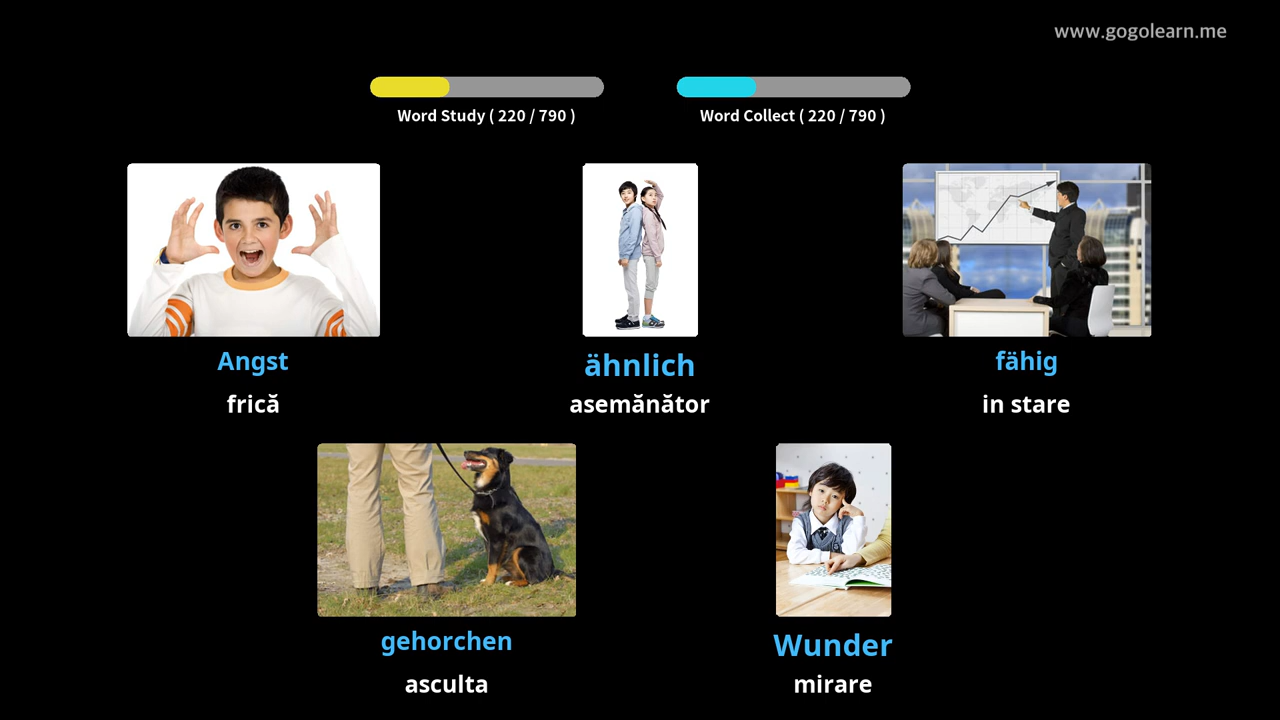 www.gogolearn.me
Word Study ( 220 / 790 )
Word Collect ( 220 / 790 )
Angst
ähnlich
fähig
frică
asemănător
in stare
gehorchen
Wunder
asculta
mirare